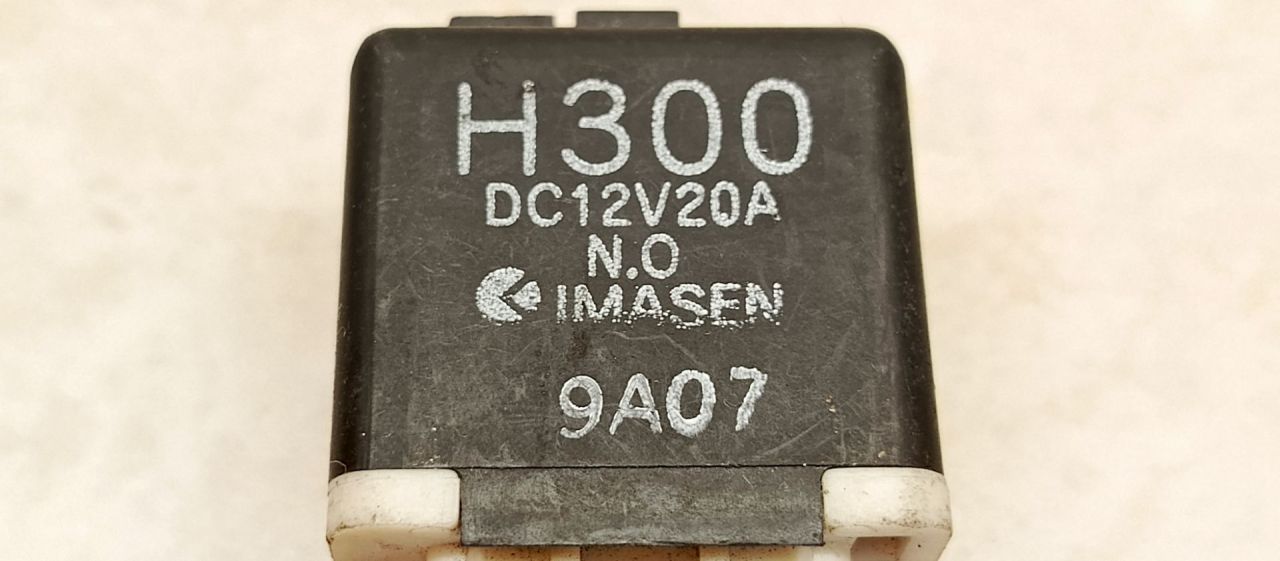 H300
DC12V20A
N.O
IMASEN
9A07